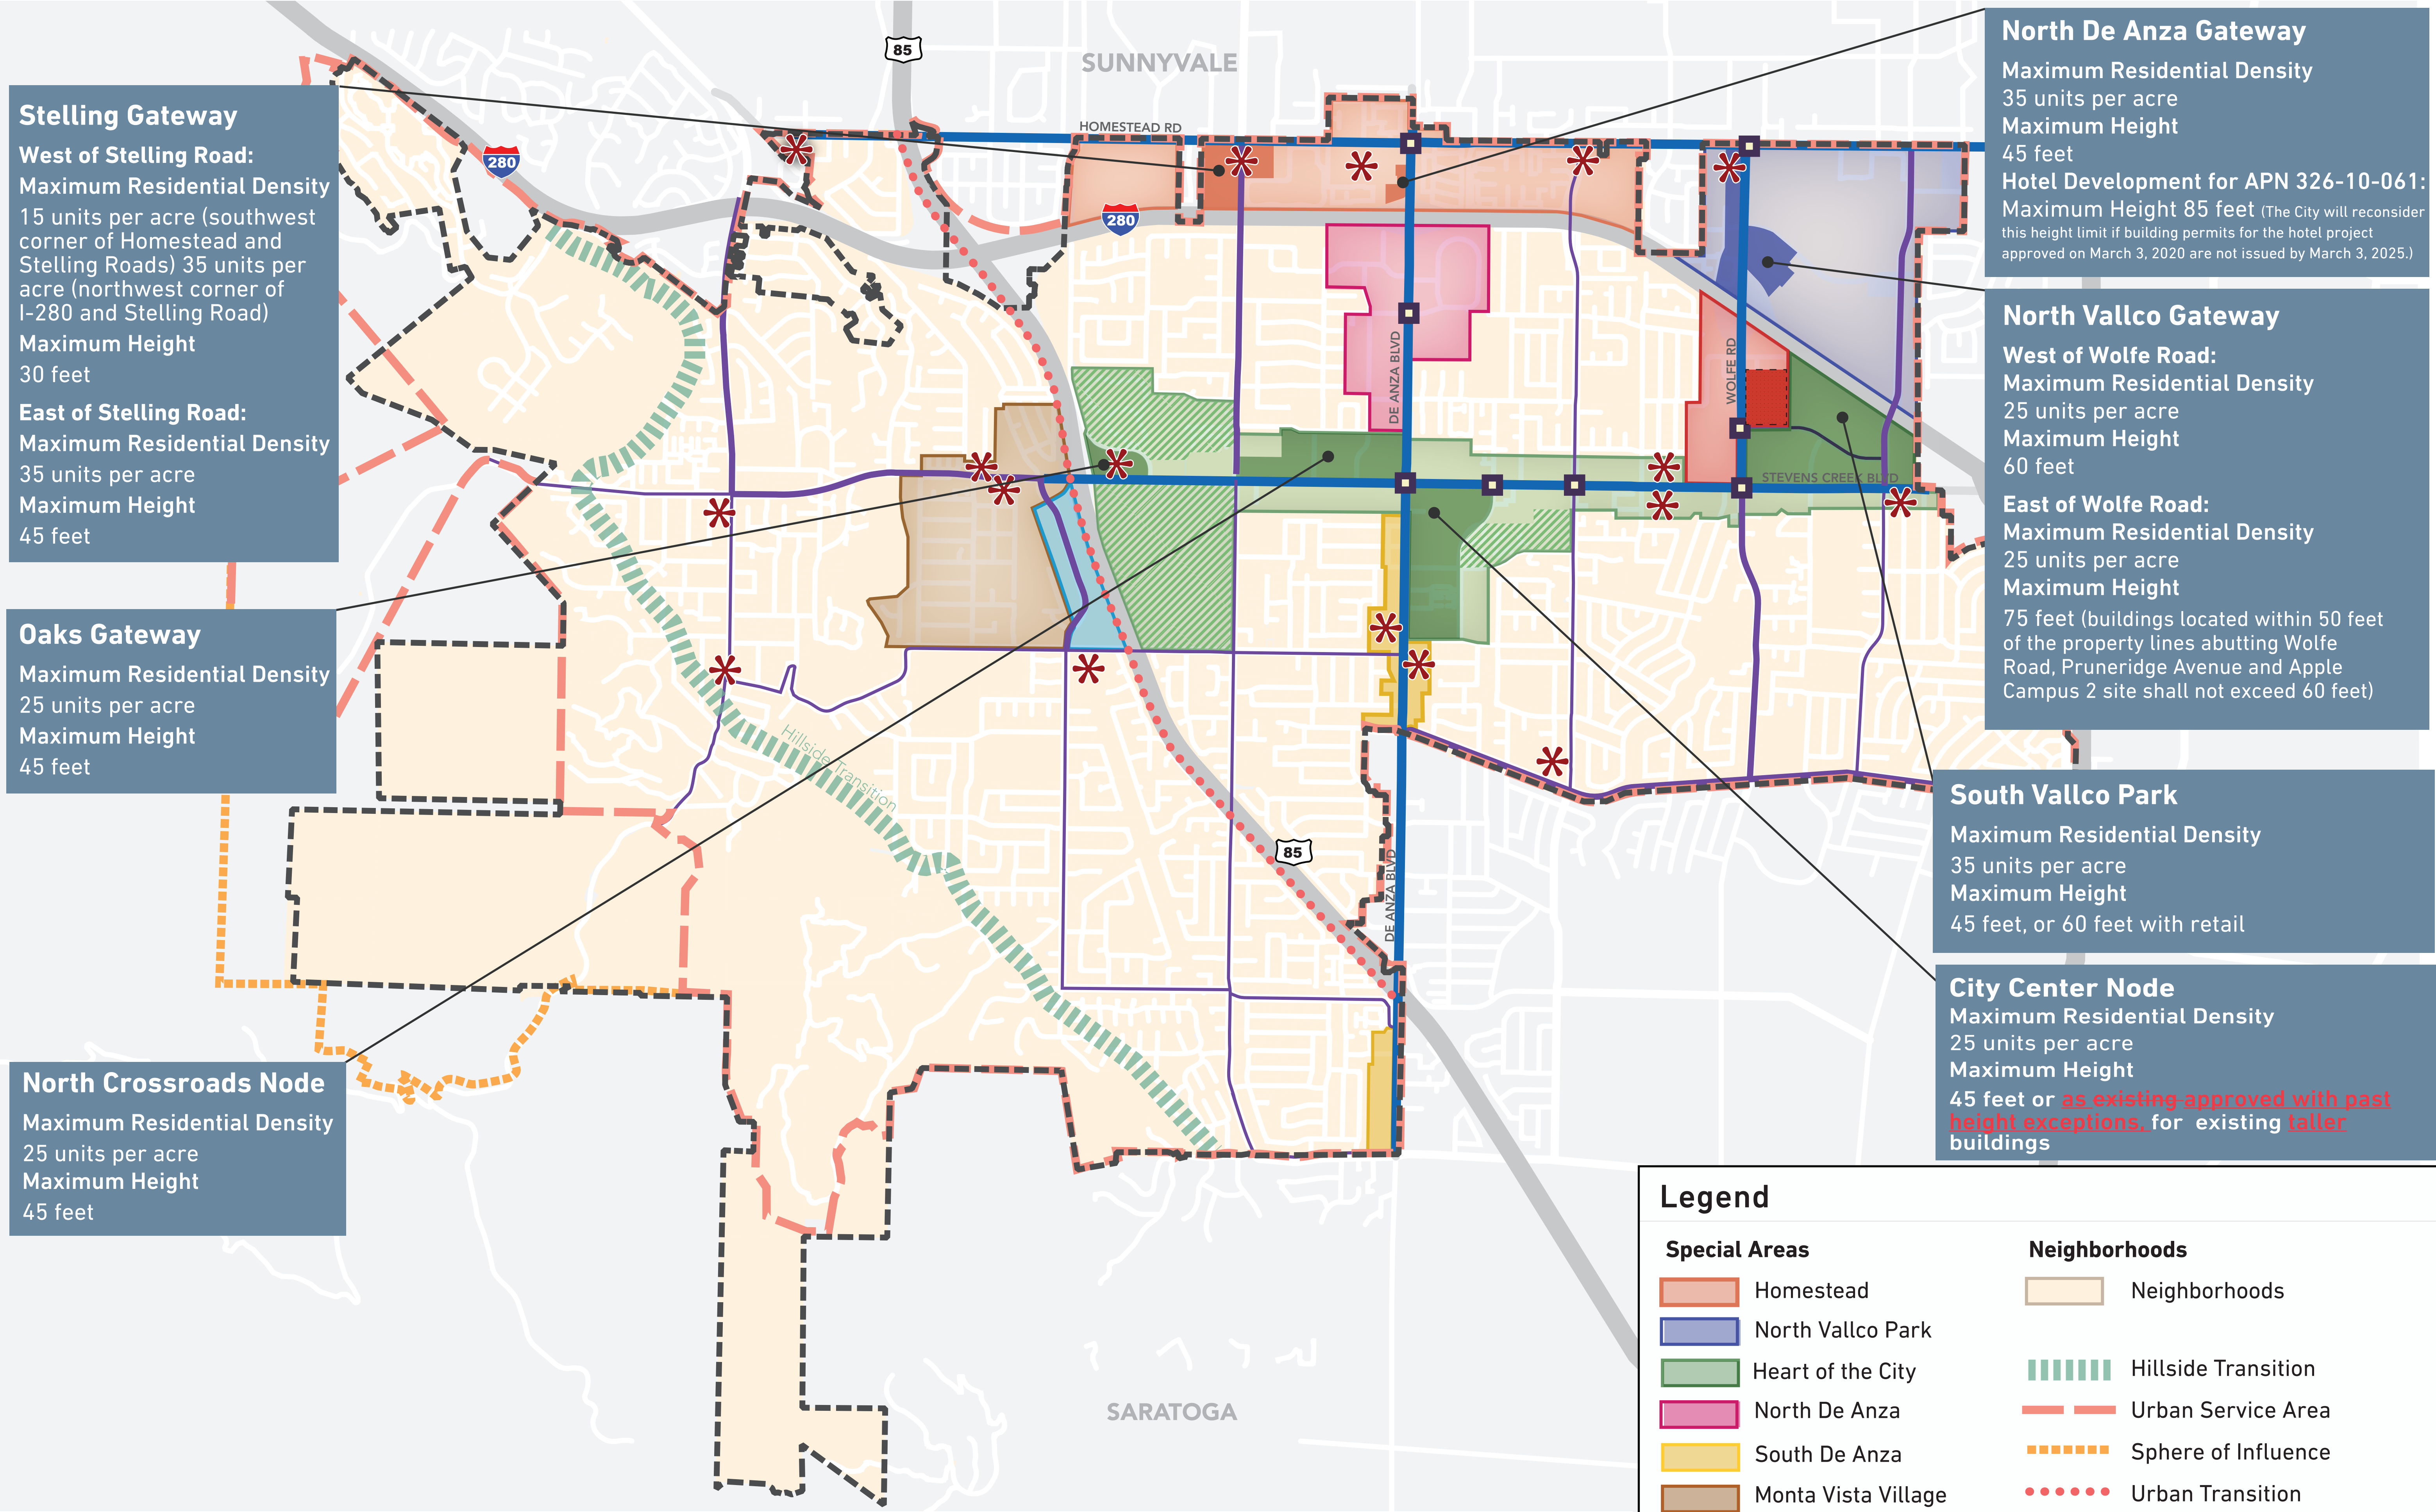 Stelling Gateway
West of Stelling Road:
Maximum Residential Density
15 units per acre (southwest
corner of Homestead and
Stelling Roads) 35 units per
acre (northwest corner of
I-280 and Stelling Road)
Maximum Height
30 feet
East of Stelling Road:
Maximum Residential Density
35 units per acre
Maximum Height
45 feet
Oaks Gateway
Maximum Residential Density
25 units per acre
Maximum Height
45 feet
North Crossroads Node
Maximum Residential Density
25 units per acre
Maximum Height
45 feet
85
SUNNYVALE
HOMESTEAD RD
280
280
DE ANZA BLVD
WOLFE RD
STEVENS CREEK BLVD
Hillside Transition
85
DE ANZA BLVD
SARATOGA
North De Anza Gateway
Maximum Residential Density
35 units per acre
Maximum Height
45 feet
Hotel Development for APN 326-10-061:
Maximum Height 85 feet (The City will reconsider
this height limit if building permits for the hotel project
approved on March 3, 2020 are not issued by March 3, 2025.)
North Vallco Gateway
West of Wolfe Road:
Maximum Residential Density
25 units per acre
Maximum Height
60 feet
East of Wolfe Road:
Maximum Residential Density
25 units per acre
Maximum Height
75 feet (buildings located within 50 feet
of the property lines abutting Wolfe
Road, Pruneridge Avenue and Apple
Campus 2 site shall not exceed 60 feet)
South Vallco Park
Maximum Residential Density
35 units per acre
Maximum Height
45 feet, or 60 feet with retail
City Center Node
Maximum Residential Density
25 units per acre
Maximum Height
45 feet or as existing approved with past
height exceptions, for existing taller
buildings
Legend
Special Areas
Homestead
North Vallco Park
Heart of the City
North De Anza
South De Anza
Monta Vista Village
Neighborhoods
Neighborhoods
Hillside Transition
Urban Service Area
Sphere of Influence
Urban Transition